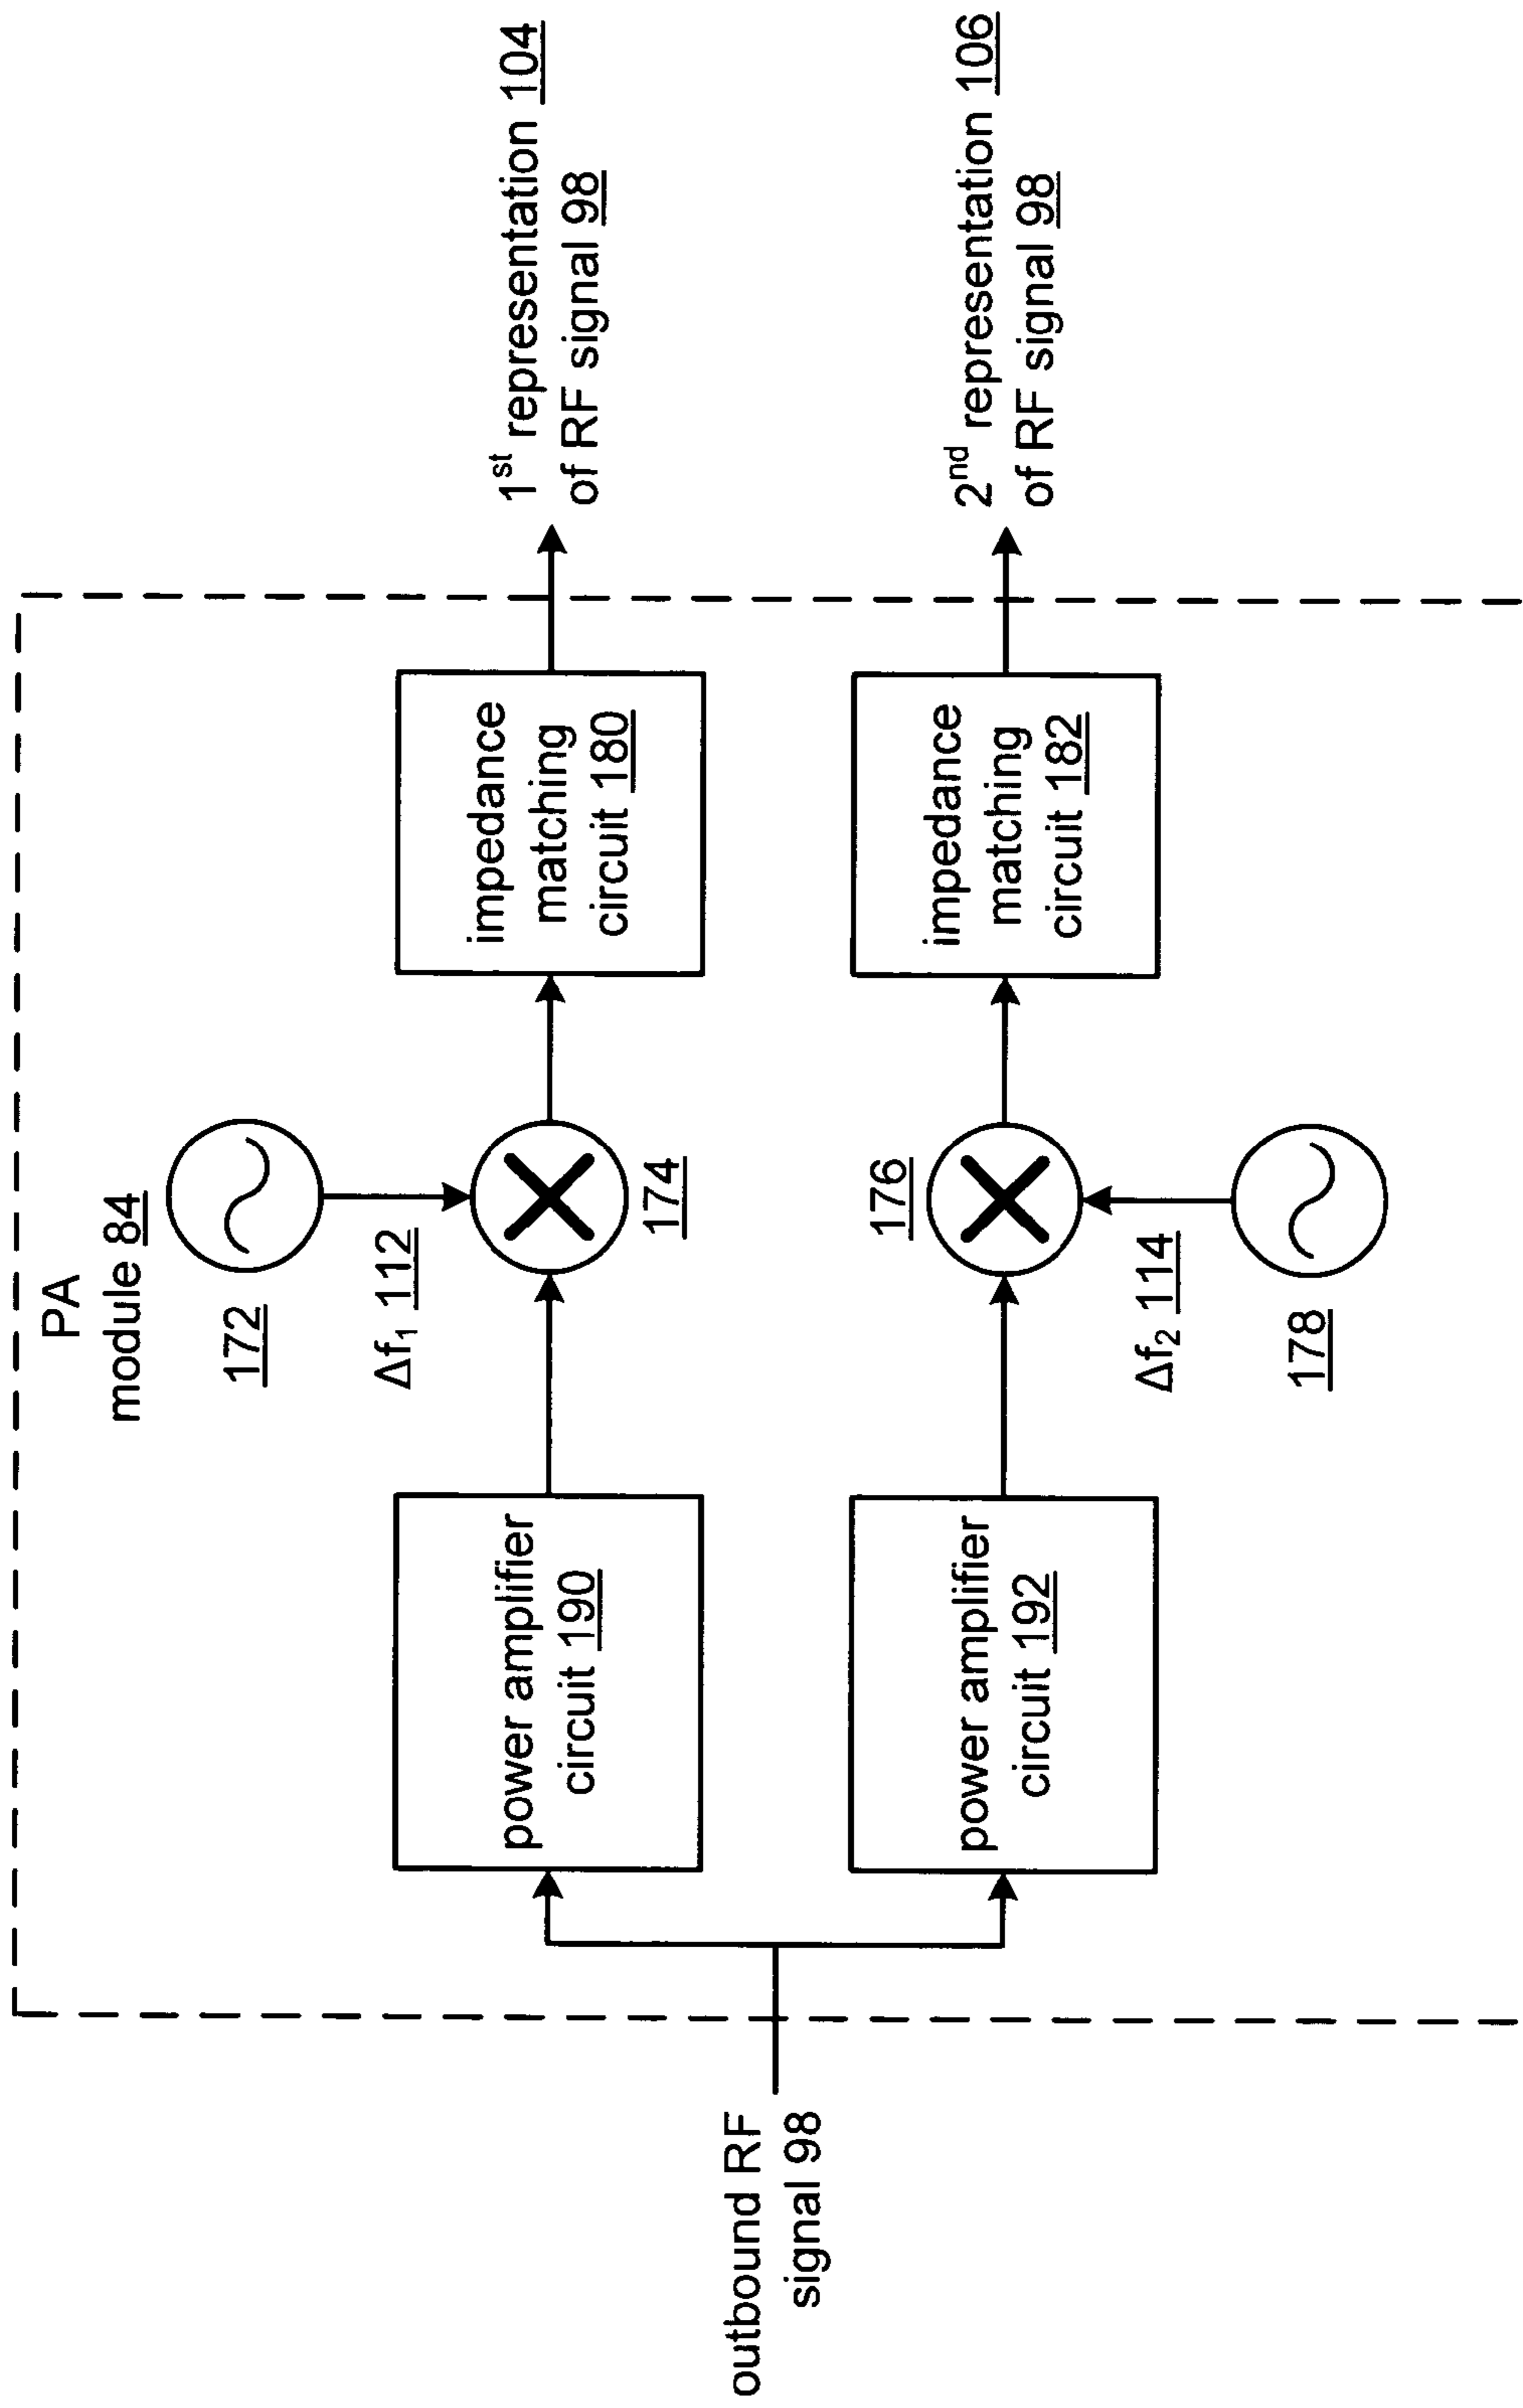 PA
module 84
172
Δf₁ 112
174
176
Δf₂ 114
178
outbound RF
signal 98
power amplifier
circuit 190
power amplifier
circuit 192
impedance
matching
circuit 180
impedance
matching
circuit 182
1ˢᵗ representation 104
of RF signal 98
2ⁿᵈ representation 106
of RF signal 98